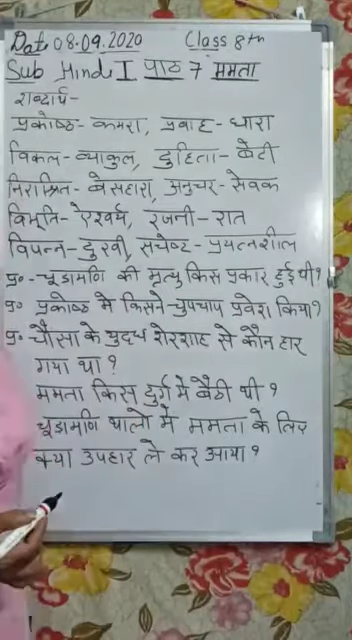 Date 08.09.2020 Class 8th
Sub Hindi I पाठ 7 ममता
शब्दार्थ-
प्रकोष्ठ - कमरा, प्रवाह - धारा
विकल - व्याकुल, दुहिता - बेटी
निराश्रित - बेसहारा, अनुचर - सेवक
विभूति - ऐश्वर्य, रजनी - रात
विपन्न - दुखी, सचेष्ट - प्रयत्नशील
प्र० - चूड़ामणि की मृत्यु किस प्रकार हुई थी?
प्र० प्रकोष्ठ में किसने चुपचाप प्रवेश किया?
प्र० चौसा के युद्ध शेरशाह से कौन हार
गया था?
ममता किस दुर्ग में बैठी थी?
चूड़ामणि थालो में ममता के लिए
क्या उपहार ले कर आया?